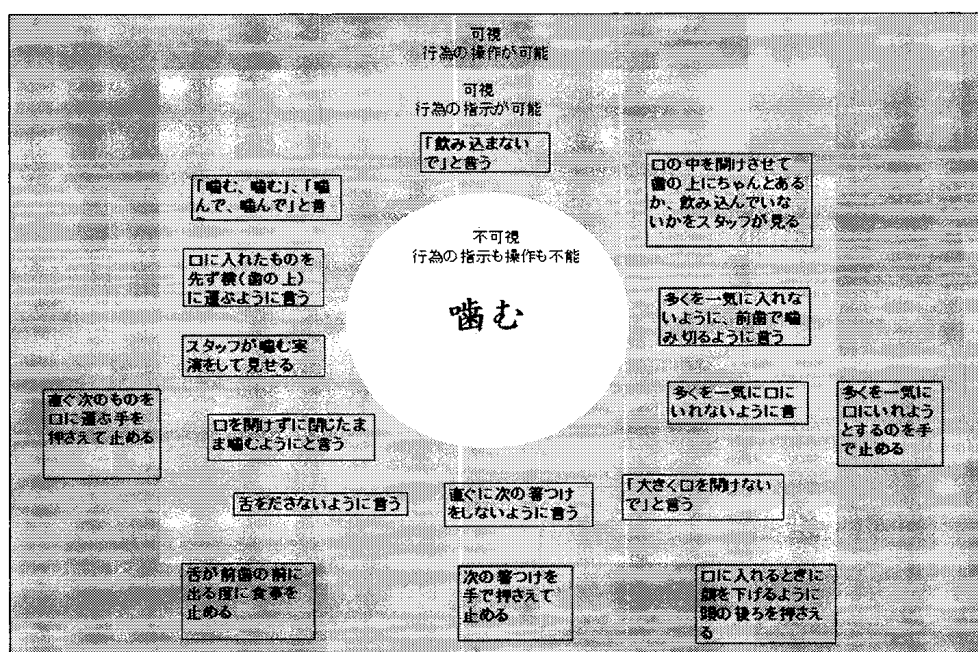 可視
行為の操作が可能
可視
行為の指示が可能
「飲み込まない
で」と言う
口の中を開けさせて
歯の上にちゃんとある
か、飲み込んでいな
いかをスタッフが見る
「噛む、噛む」、「噛
んで、噛んで」と言
不可視
行為の指示も操作も不能
噛む
口に入れたものを
先ず横(歯の上)
に運ぶように言う
多くを一気に入れな
いように、前歯で噛
み切るように言う
スタッフが噛む実
演をして見せる
直ぐ次のものを
口に運ぶ手を
押さえて止める
口を開けずに閉じたま
ま噛むようにと言う
多くを一気に口に
いれないように言
多くを一気に
口にいれよう
とするのを手
で止める
舌をださないように言う
直ぐに次の箸つけ
をしないように言う
「大きく口を開けない
で」と言う
舌が前歯の前に
出る度に食事を
止める
次の箸つけを
手で押さえて
止める
口に入れるときに
顔を下げるように
頭の後ろを押さえ
る